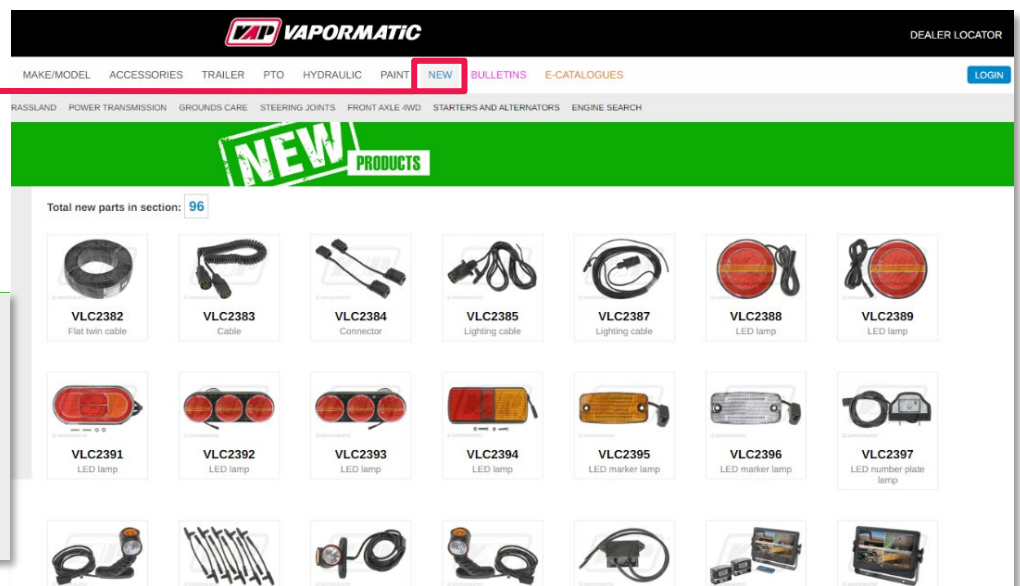 VAP VAPORMATiC
DEALER LOCATOR
MAKE/MODEL ACCESSORIES TRAILER PTO HYDRAULIC PAINT NEW BULLETINS E-CATALOGUES
LOGIN
RASSLAND POWER TRANSMISSION GROUNDS CARE STEERING JOINTS FRONT AXLE 4WD STARTERS AND ALTERNATORS ENGINE SEARCH
NEW PRODUCTS
Total new parts in section: 96
VLC2382 VLC2383 VLC2384 VLC2385 VLC2387 VLC2388 VLC2389
Flat twin cable Cable Connector Lighting cable Lighting cable LED lamp LED lamp
VLC2391 VLC2392 VLC2393 VLC2394 VLC2395 VLC2396 VLC2397
LED lamp LED lamp LED lamp LED lamp LED marker lamp LED marker lamp LED number plate
lamp